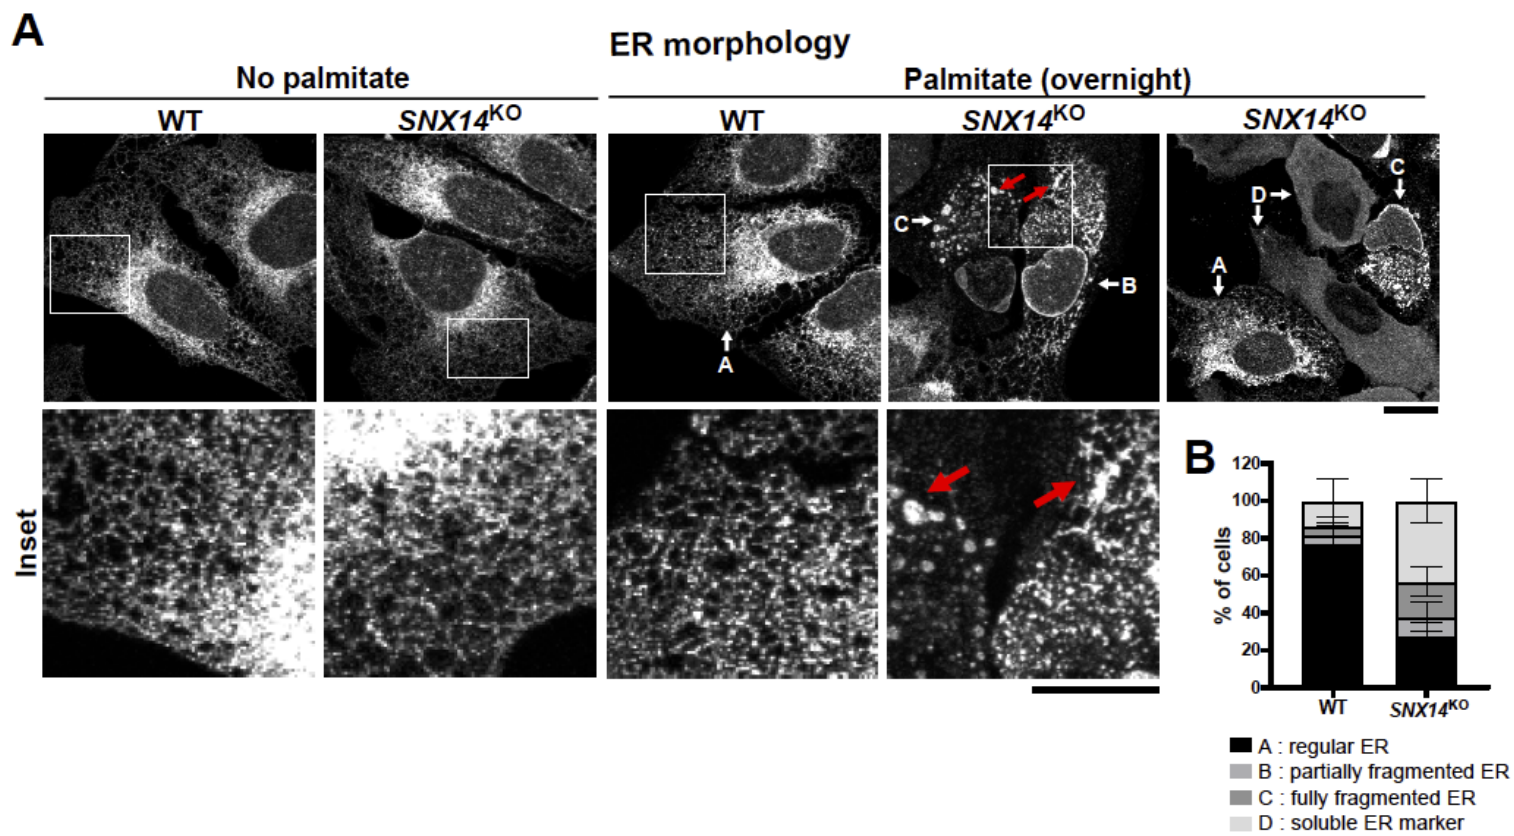 A
ER morphology
No palmitate
Palmitate (overnight)
WT
SNX14KO
WT
SNX14KO
SNX14KO
C
B
A
C
D
A
Inset
B
% of cells
120
100
80
60
40
20
0
WT
SNX14KO
A : regular ER
B : partially fragmented ER
C : fully fragmented ER
D : soluble ER marker